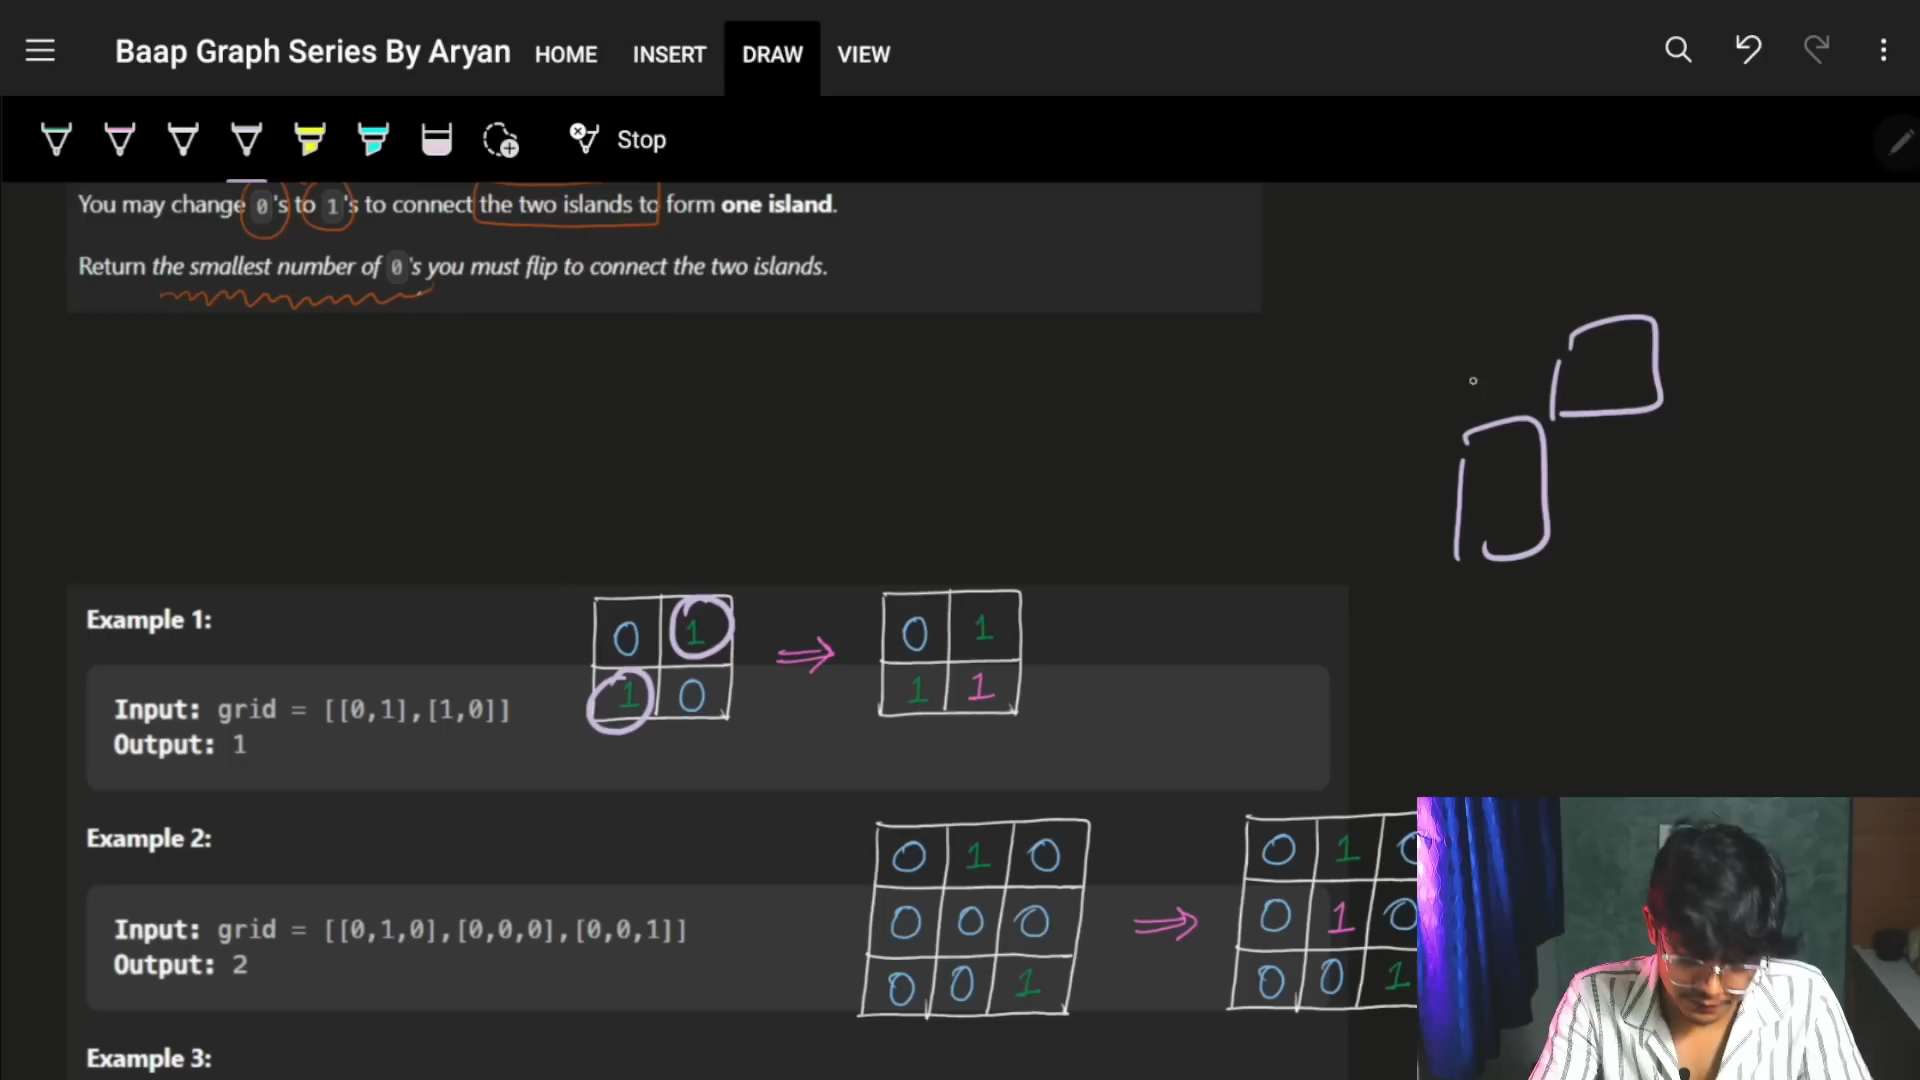 Baap Graph Series By Aryan HOME INSERT DRAW VIEW
Stop
You may change 0's to 1's to connect the two islands to form one island.
Return the smallest number of 0's you must flip to connect the two islands.
Example 1:
0 1
1 0
⇒
0 1
1 1
Input: grid = [[0,1],[1,0]]
Output: 1
Example 2:
0 1 0
0 0 0
0 0 1
⇒
0 1 0
0 1 0
0 0 1
Input: grid = [[0,1,0],[0,0,0],[0,0,1]]
Output: 2
Example 3: